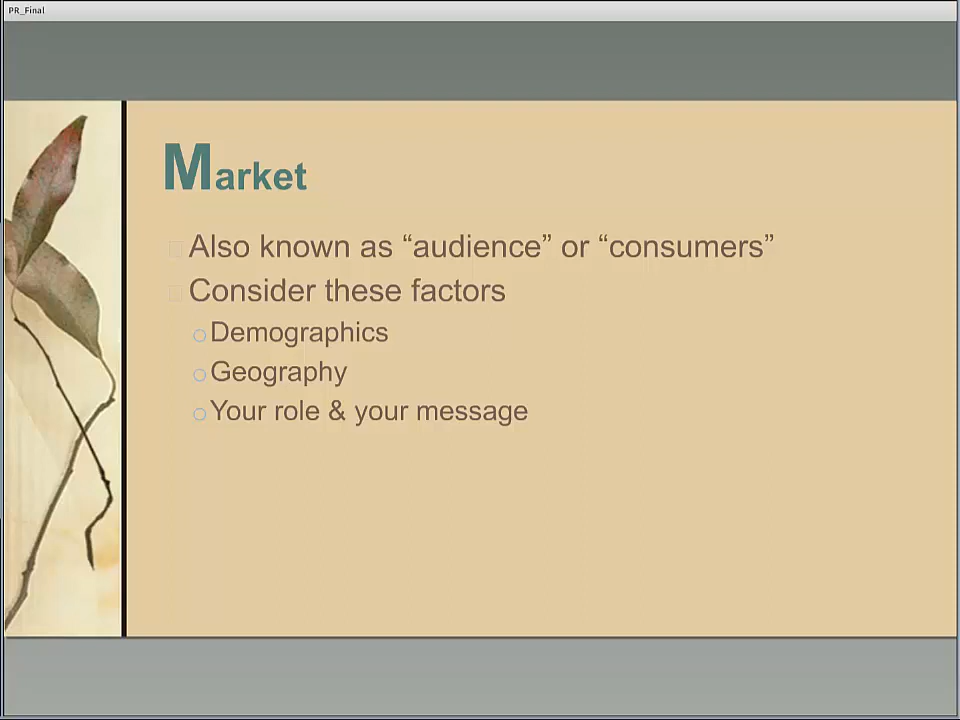 PR_Final
Market
Also known as “audience” or “consumers”
Consider these factors
Demographics
Geography
Your role & your message